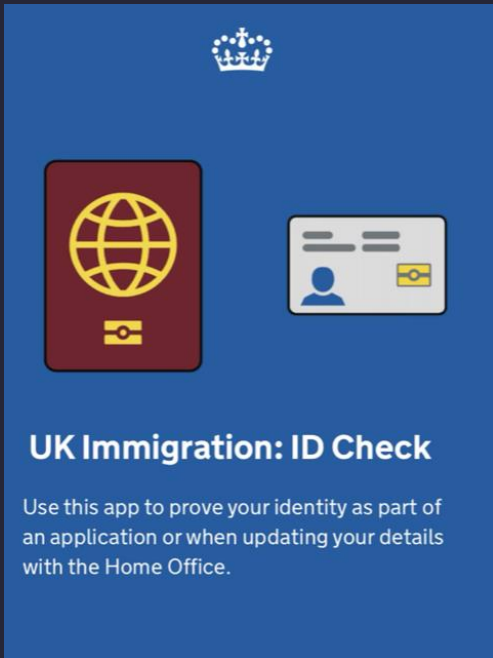 UK Immigration: ID Check
Use this app to prove your identity as part of
an application or when updating your details
with the Home Office.